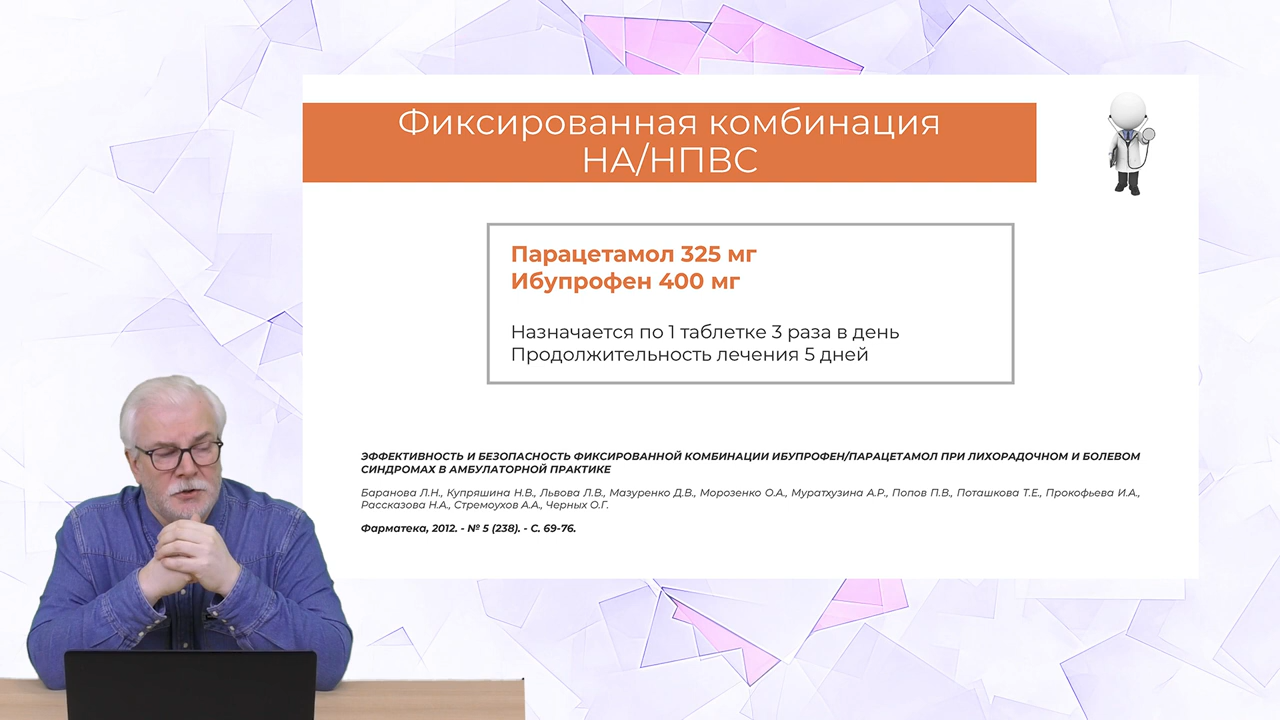 Фиксированная комбинация
НА/НПВС
Парацетамол 325 мг
Ибупрофен 400 мг
Назначается по 1 таблетке 3 раза в день
Продолжительность лечения 5 дней
ЭФФЕКТИВНОСТЬ И БЕЗОПАСНОСТЬ ФИКСИРОВАННОЙ КОМБИНАЦИИ ИБУПРОФЕН/ПАРАЦЕТАМОЛ ПРИ ЛИХОРАДОЧНОМ И БОЛЕВОМ
СИНДРОМАХ В АМБУЛАТОРНОЙ ПРАКТИКЕ
Баранова Л.Н., Купряшина Н.В., Львова Л.В., Мазуренко Д.В., Морозенко О.А., Муратхузина А.Р., Попов П.В., Поташкова Т.Е., Прокофьева И.А.,
Рассказова Н.А., Стремоухов А.А., Черных О.Г.
Фарматека, 2012. - № 5 (238). - С. 69-76.